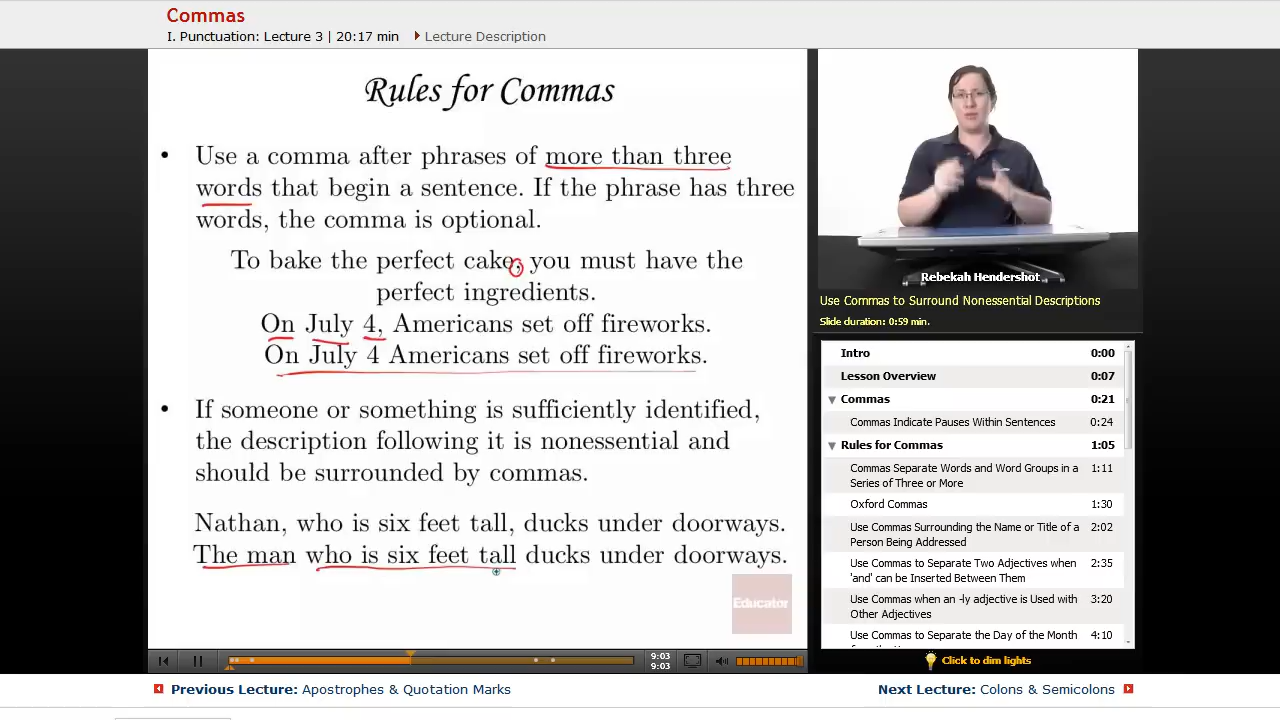 Commas
I. Punctuation: Lecture 3 | 20:17 min
Lecture Description
Rules for Commas
• Use a comma after phrases of more than three
words that begin a sentence. If the phrase has three
words, the comma is optional.
To bake the perfect cake, you must have the
perfect ingredients.
On July 4, Americans set off fireworks.
On July 4 Americans set off fireworks.
• If someone or something is sufficiently identified,
the description following it is nonessential and
should be surrounded by commas.
Nathan, who is six feet tall, ducks under doorways.
The man who is six feet tall ducks under doorways.
Educator
9:03
9:03
Rebekah Hendershot
Use Commas to Surround Nonessential Descriptions
Slide duration: 0:59 min.
Intro 0:00
Lesson Overview 0:07
Commas 0:21
Commas Indicate Pauses Within Sentences 0:24
Rules for Commas 1:05
Commas Separate Words and Word Groups in a 1:11
Series of Three or More
Oxford Commas 1:30
Use Commas Surrounding the Name or Title of a 2:02
Person Being Addressed
Use Commas to Separate Two Adjectives when 2:35
'and' can be Inserted Between Them
Use Commas when an -ly adjective is Used with 3:20
Other Adjectives
Use Commas to Separate the Day of the Month 4:10
Click to dim lights
Previous Lecture: Apostrophes & Quotation Marks
Next Lecture: Colons & Semicolons